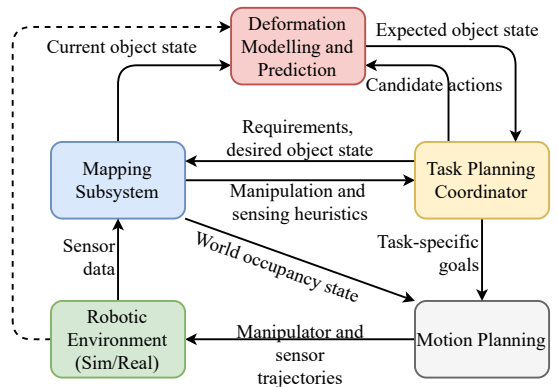 Deformation
Modelling and
Prediction
Current object state
Expected object state
Candidate actions
Requirements,
desired object state
Mapping
Subsystem
Task Planning
Coordinator
Manipulation and
sensing heuristics
Sensor
data
World occupancy state
Task-specific
goals
Robotic
Environment
(Sim/Real)
Manipulator and
sensor
trajectories
Motion Planning